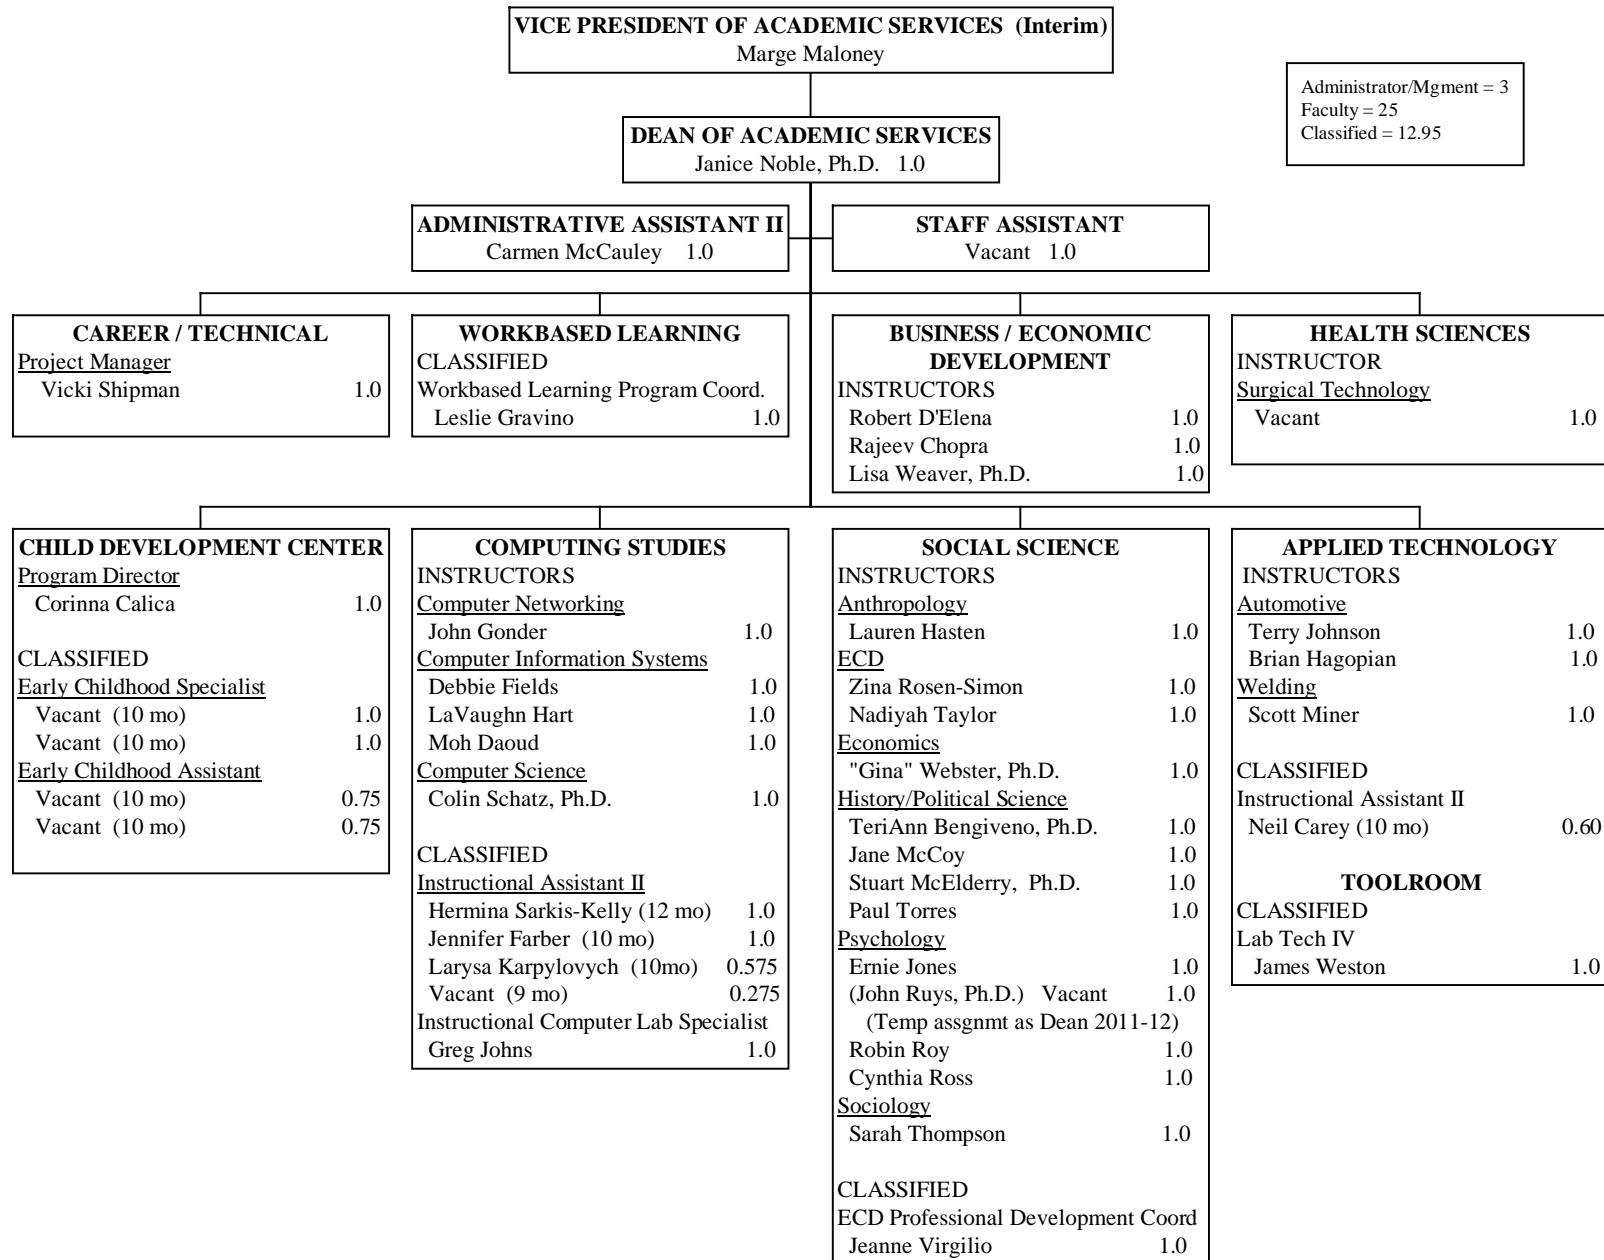 VICE PRESIDENT OF ACADEMIC SERVICES (Interim)
Marge Maloney
Administrator/Mgment = 3
Faculty = 25
Classified = 12.95
DEAN OF ACADEMIC SERVICES
Janice Noble, Ph.D. 1.0
ADMINISTRATIVE ASSISTANT II
Carmen McCauley 1.0
STAFF ASSISTANT
Vacant 1.0
CAREER / TECHNICAL
Project Manager
Vicki Shipman 1.0
WORKBASED LEARNING
CLASSIFIED
Workbased Learning Program Coord.
Leslie Gravino 1.0
BUSINESS / ECONOMIC
DEVELOPMENT
INSTRUCTORS
Robert D'Elena 1.0
Rajeev Chopra 1.0
Lisa Weaver, Ph.D. 1.0
HEALTH SCIENCES
INSTRUCTOR
Surgical Technology
Vacant 1.0
CHILD DEVELOPMENT CENTER
Program Director
Corinna Calica 1.0
CLASSIFIED
Early Childhood Specialist
Vacant (10 mo) 1.0
Vacant (10 mo) 1.0
Early Childhood Assistant
Vacant (10 mo) 0.75
Vacant (10 mo) 0.75
COMPUTING STUDIES
INSTRUCTORS
Computer Networking
John Gonder 1.0
Computer Information Systems
Debbie Fields 1.0
LaVaughn Hart 1.0
Moh Daoud 1.0
Computer Science
Colin Schatz, Ph.D. 1.0
CLASSIFIED
Instructional Assistant II
Hermina Sarkis-Kelly (12 mo) 1.0
Jennifer Farber (10 mo) 1.0
Larysa Karpylovych (10mo) 0.575
Vacant (9 mo) 0.275
Instructional Computer Lab Specialist
Greg Johns 1.0
SOCIAL SCIENCE
INSTRUCTORS
Anthropology
Lauren Hasten 1.0
ECD
Zina Rosen-Simon 1.0
Nadiyah Taylor 1.0
Economics
"Gina" Webster, Ph.D. 1.0
History/Political Science
TeriAnn Bengiveno, Ph.D. 1.0
Jane McCoy 1.0
Stuart McElderry, Ph.D. 1.0
Paul Torres 1.0
Psychology
Ernie Jones 1.0
(John Ruys, Ph.D.) Vacant 1.0
(Temp assgnmt as Dean 2011-12)
Robin Roy 1.0
Cynthia Ross 1.0
Sociology
Sarah Thompson 1.0
CLASSIFIED
ECD Professional Development Coord
Jeanne Virgilio 1.0
APPLIED TECHNOLOGY
INSTRUCTORS
Automotive
Terry Johnson 1.0
Brian Hagopian 1.0
Welding
Scott Miner 1.0
CLASSIFIED
Instructional Assistant II
Neil Carey (10 mo) 0.60
TOOLROOM
CLASSIFIED
Lab Tech IV
James Weston 1.0